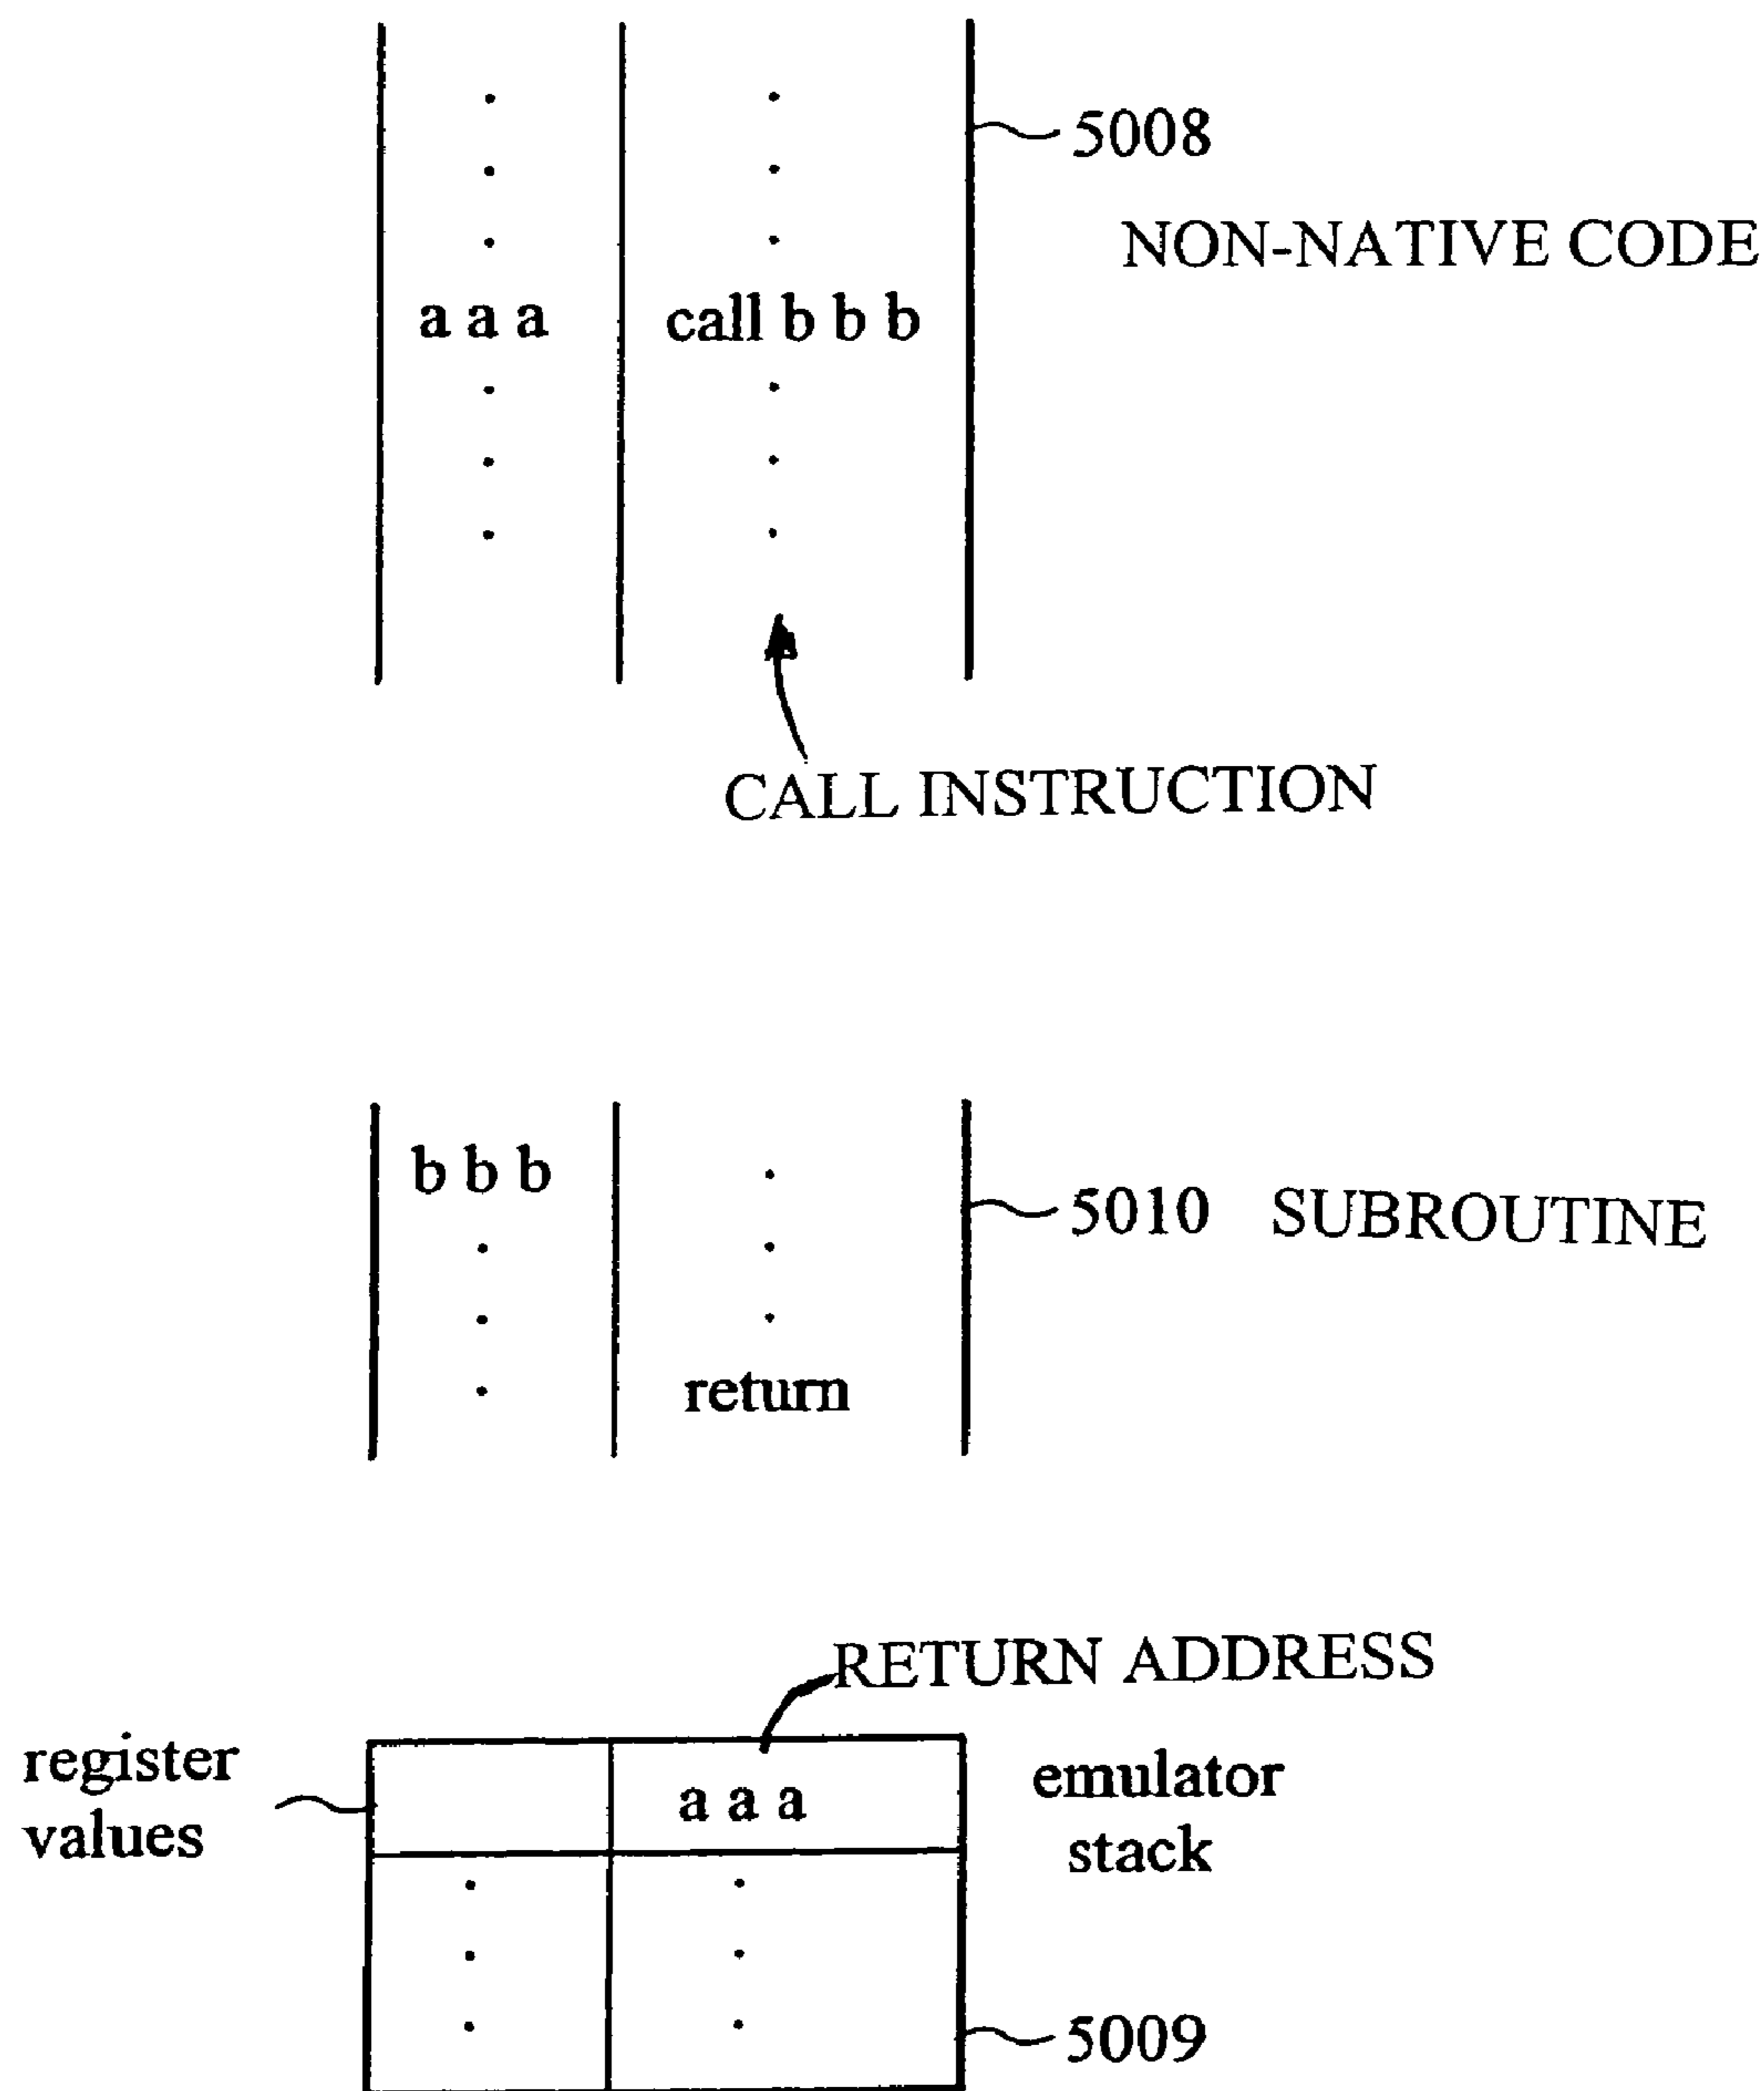 5008
NON-NATIVE CODE
a a a call b b b
CALL INSTRUCTION
b b b
5010 SUBROUTINE
return
RETURN ADDRESS
register
values
a a a
emulator
stack
5009